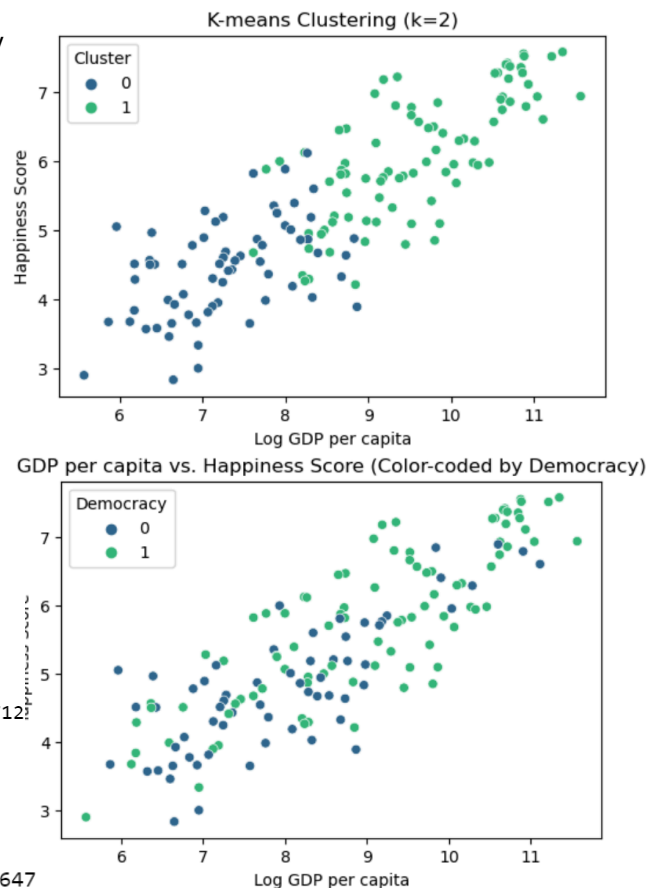 K-means Clustering (k=2)
Cluster
0
1
7
6
5
4
3
Happiness Score
6 7 8 9 10 11
Log GDP per capita
GDP per capita vs. Happiness Score (Color-coded by Democracy)
Democracy
0
1
7
6
5
4
3
6 7 8 9 10 11
Log GDP per capita
712
647